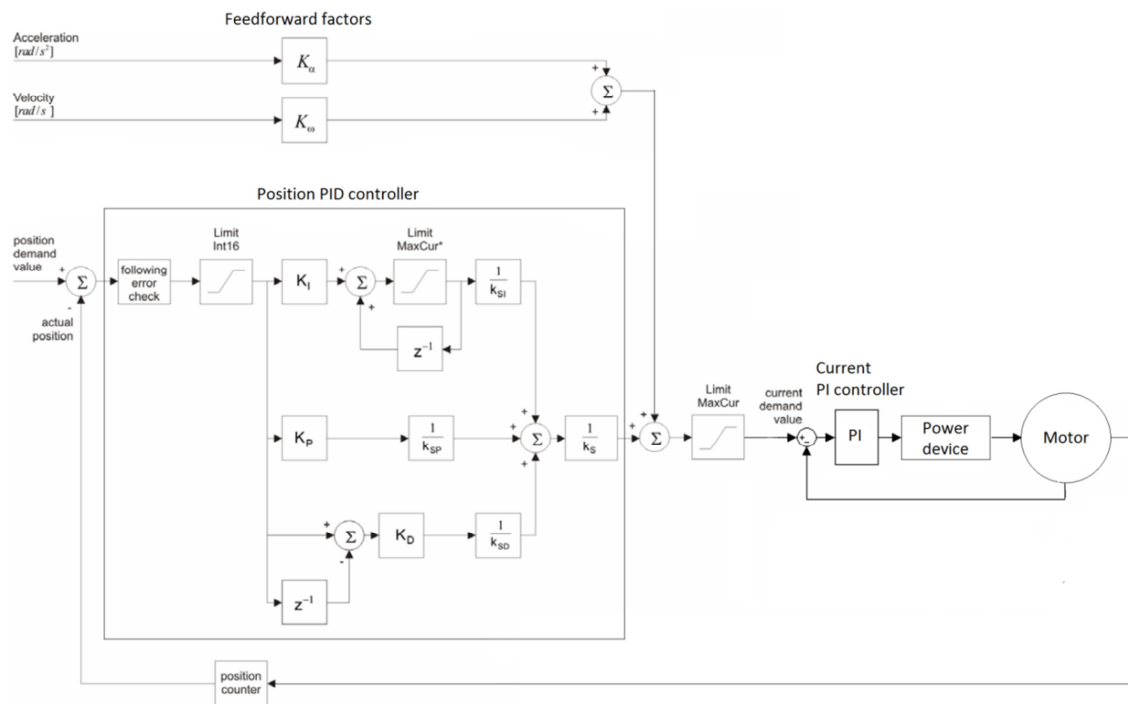 Feedforward factors
Acceleration
[rad/s²]
Kα
+
Σ
+
Velocity
[rad/s ]
Kω
Position PID controller
position
demand
value
+
Σ
-
actual
position
following
error
check
Limit
Int16
KI
+
Σ
+
Limit
MaxCur*
1
kSI
z⁻¹
KP
1
kSP
+
+
Σ
+
1
kS
+
Σ
+
Limit
MaxCur
current
demand
value
Current
PI controller
+
-
PI
Power
device
Motor
+
Σ
-
KD
1
kSD
z⁻¹
position
counter